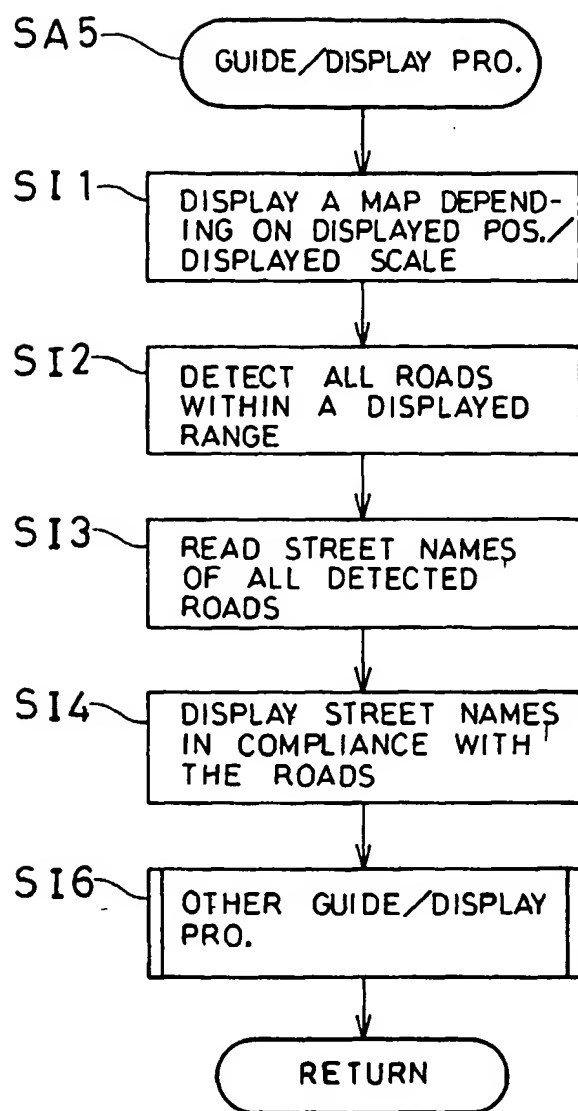 SA5
GUIDE/DISPLAY PRO.
SI1
DISPLAY A MAP DEPEND-
ING ON DISPLAYED POS./
DISPLAYED SCALE
SI2
DETECT ALL ROADS
WITHIN A DISPLAYED
RANGE
SI3
READ STREET NAMES
OF ALL DETECTED
ROADS
SI4
DISPLAY STREET NAMES
IN COMPLIANCE WITH
THE ROADS
SI6
OTHER GUIDE/DISPLAY
PRO.
RETURN